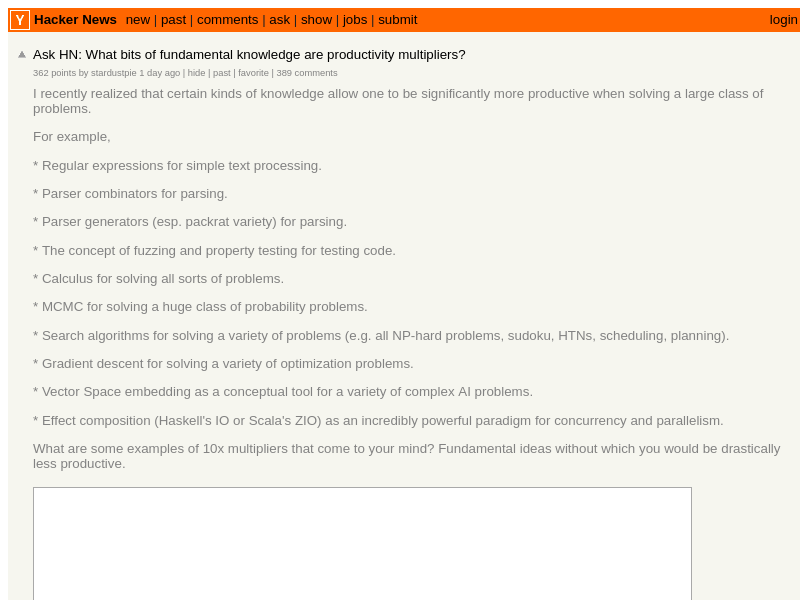 Y Hacker News new | past | comments | ask | show | jobs | submit login
Ask HN: What bits of fundamental knowledge are productivity multipliers?
362 points by stardustpie 1 day ago | hide | past | favorite | 389 comments
I recently realized that certain kinds of knowledge allow one to be significantly more productive when solving a large class of
problems.
For example,
* Regular expressions for simple text processing.
* Parser combinators for parsing.
* Parser generators (esp. packrat variety) for parsing.
* The concept of fuzzing and property testing for testing code.
* Calculus for solving all sorts of problems.
* MCMC for solving a huge class of probability problems.
* Search algorithms for solving a variety of problems (e.g. all NP-hard problems, sudoku, HTNs, scheduling, planning).
* Gradient descent for solving a variety of optimization problems.
* Vector Space embedding as a conceptual tool for a variety of complex AI problems.
* Effect composition (Haskell's IO or Scala's ZIO) as an incredibly powerful paradigm for concurrency and parallelism.
What are some examples of 10x multipliers that come to your mind? Fundamental ideas without which you would be drastically
less productive.